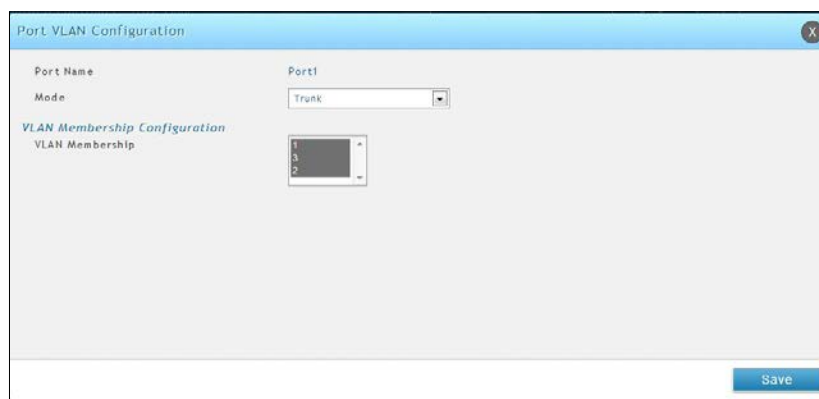 Port VLAN Configuration
X
Port Name Port1
Mode Trunk
VLAN Membership Configuration
VLAN Membership 1
3
2
Save